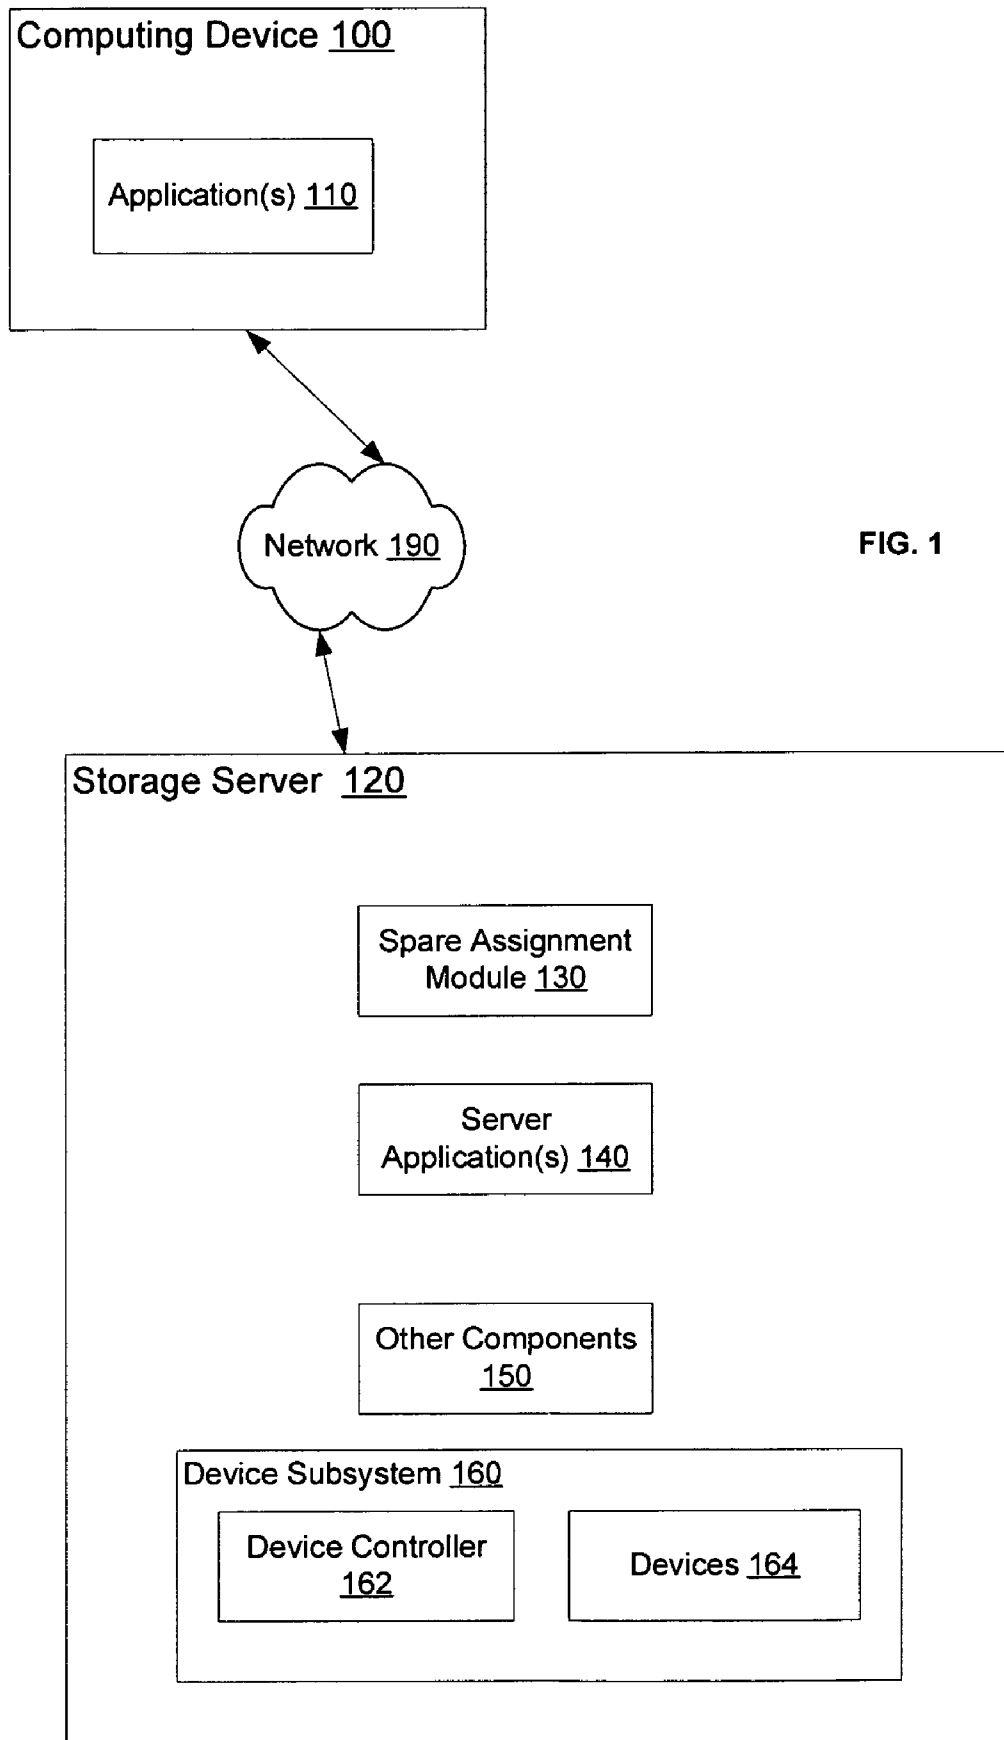 Computing Device 100
Application(s) 110
Network 190
FIG. 1
Storage Server 120
Spare Assignment
Module 130
Server
Application(s) 140
Other Components
150
Device Subsystem 160
Device Controller
162
Devices 164